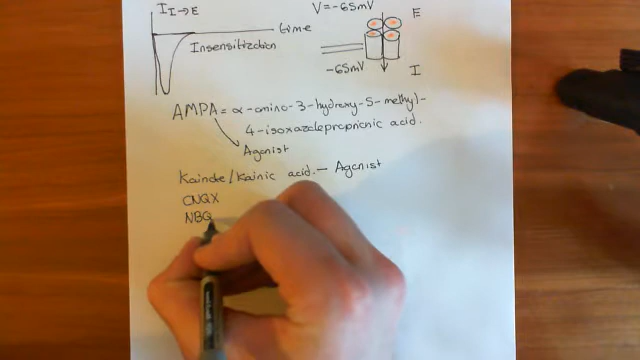 I I→E
time
Insensitization
V=-65mV
E
-65mV
I
AMPA = α-amino-3-hydroxy-5-methyl-
4-isoxazolepropionic acid.
Agonist
Kainate/Kainic acid. — Agonist
CNQX
NBQ